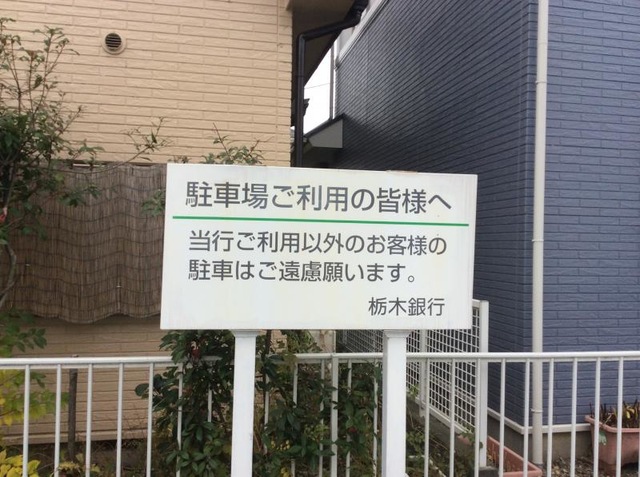 駐車場ご利用の皆様へ
当行ご利用以外のお客様の
駐車はご遠慮願います。
栃木銀行